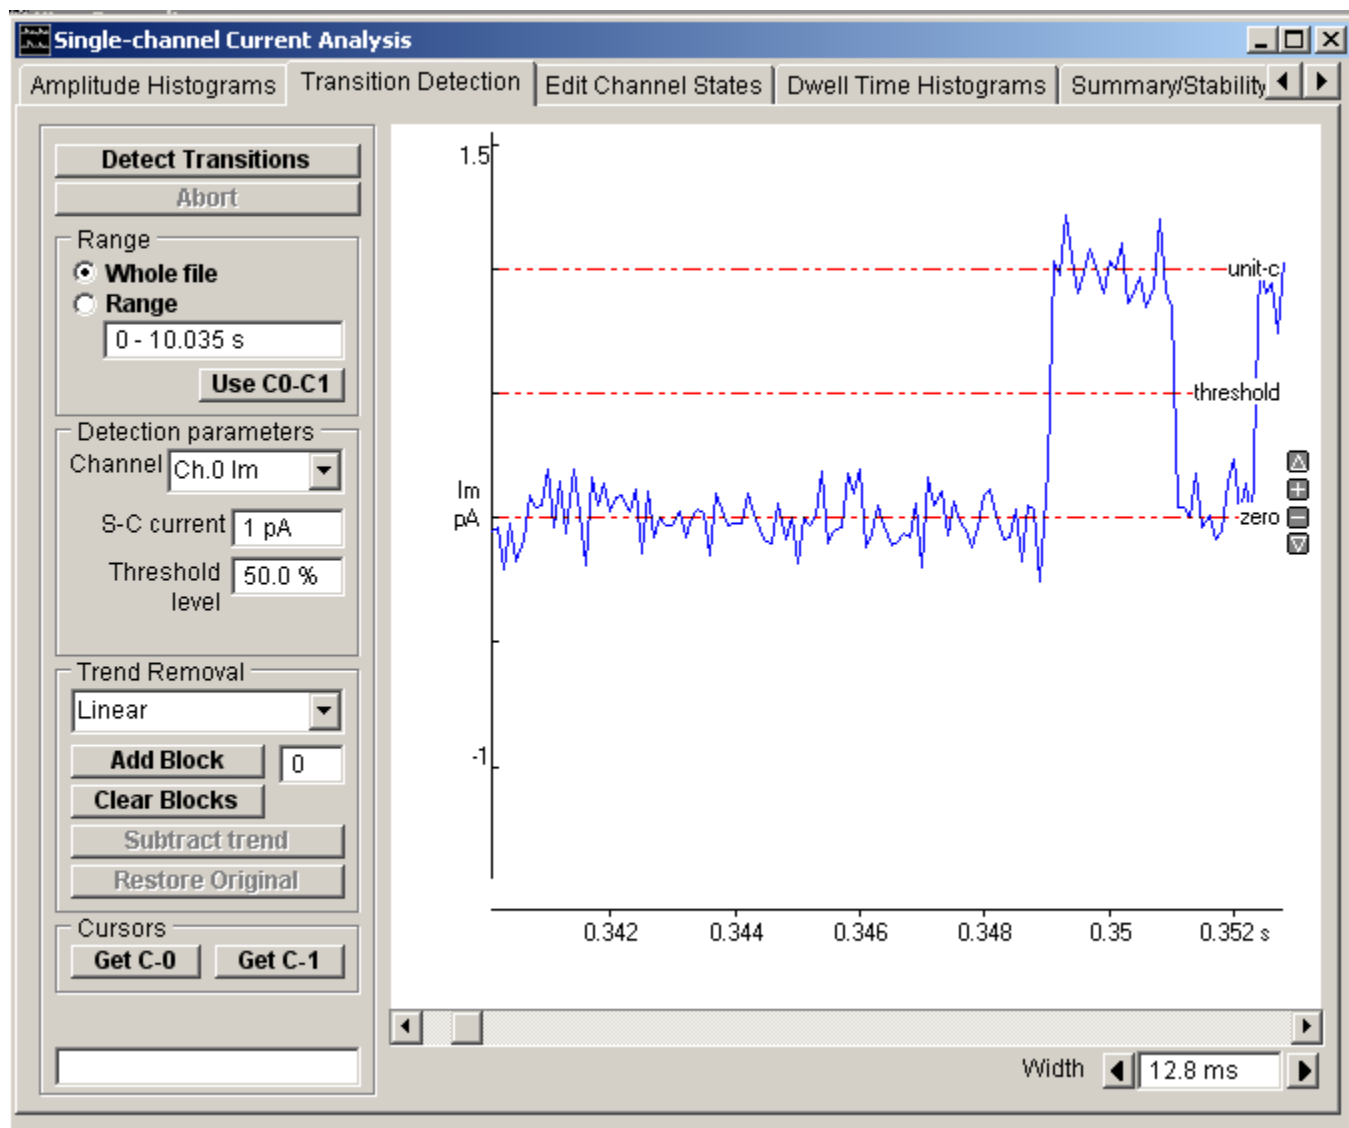 Single-channel Current Analysis
Amplitude Histograms Transition Detection Edit Channel States Dwell Time Histograms Summary/Stability
Detect Transitions
Abort
Range
Whole file
Range
0 - 10.035 s
Use C0-C1
Detection parameters
Channel Ch.0 Im
S-C current 1 pA
Threshold level 50.0 %
Trend Removal
Linear
Add Block 0
Clear Blocks
Subtract trend
Restore Original
Cursors
Get C-0 Get C-1
1.5
unit-c
threshold
Im
pA
zero
-1
0.342 0.344 0.346 0.348 0.35 0.352 s
Width 12.8 ms